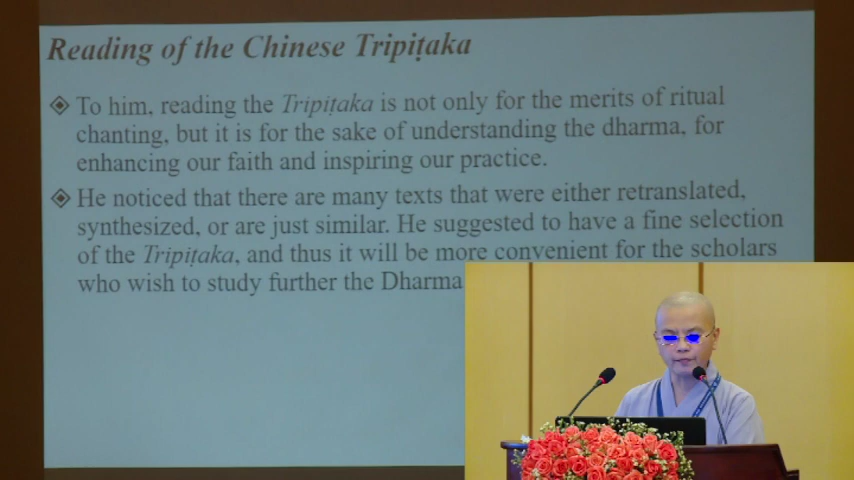 Reading of the Chinese Tripiṭaka
To him, reading the Tripiṭaka is not only for the merits of ritual
chanting, but it is for the sake of understanding the dharma, for
enhancing our faith and inspiring our practice.
He noticed that there are many texts that were either retranslated,
synthesized, or are just similar. He suggested to have a fine selection
of the Tripiṭaka, and thus it will be more convenient for the scholars
who wish to study further the Dharma